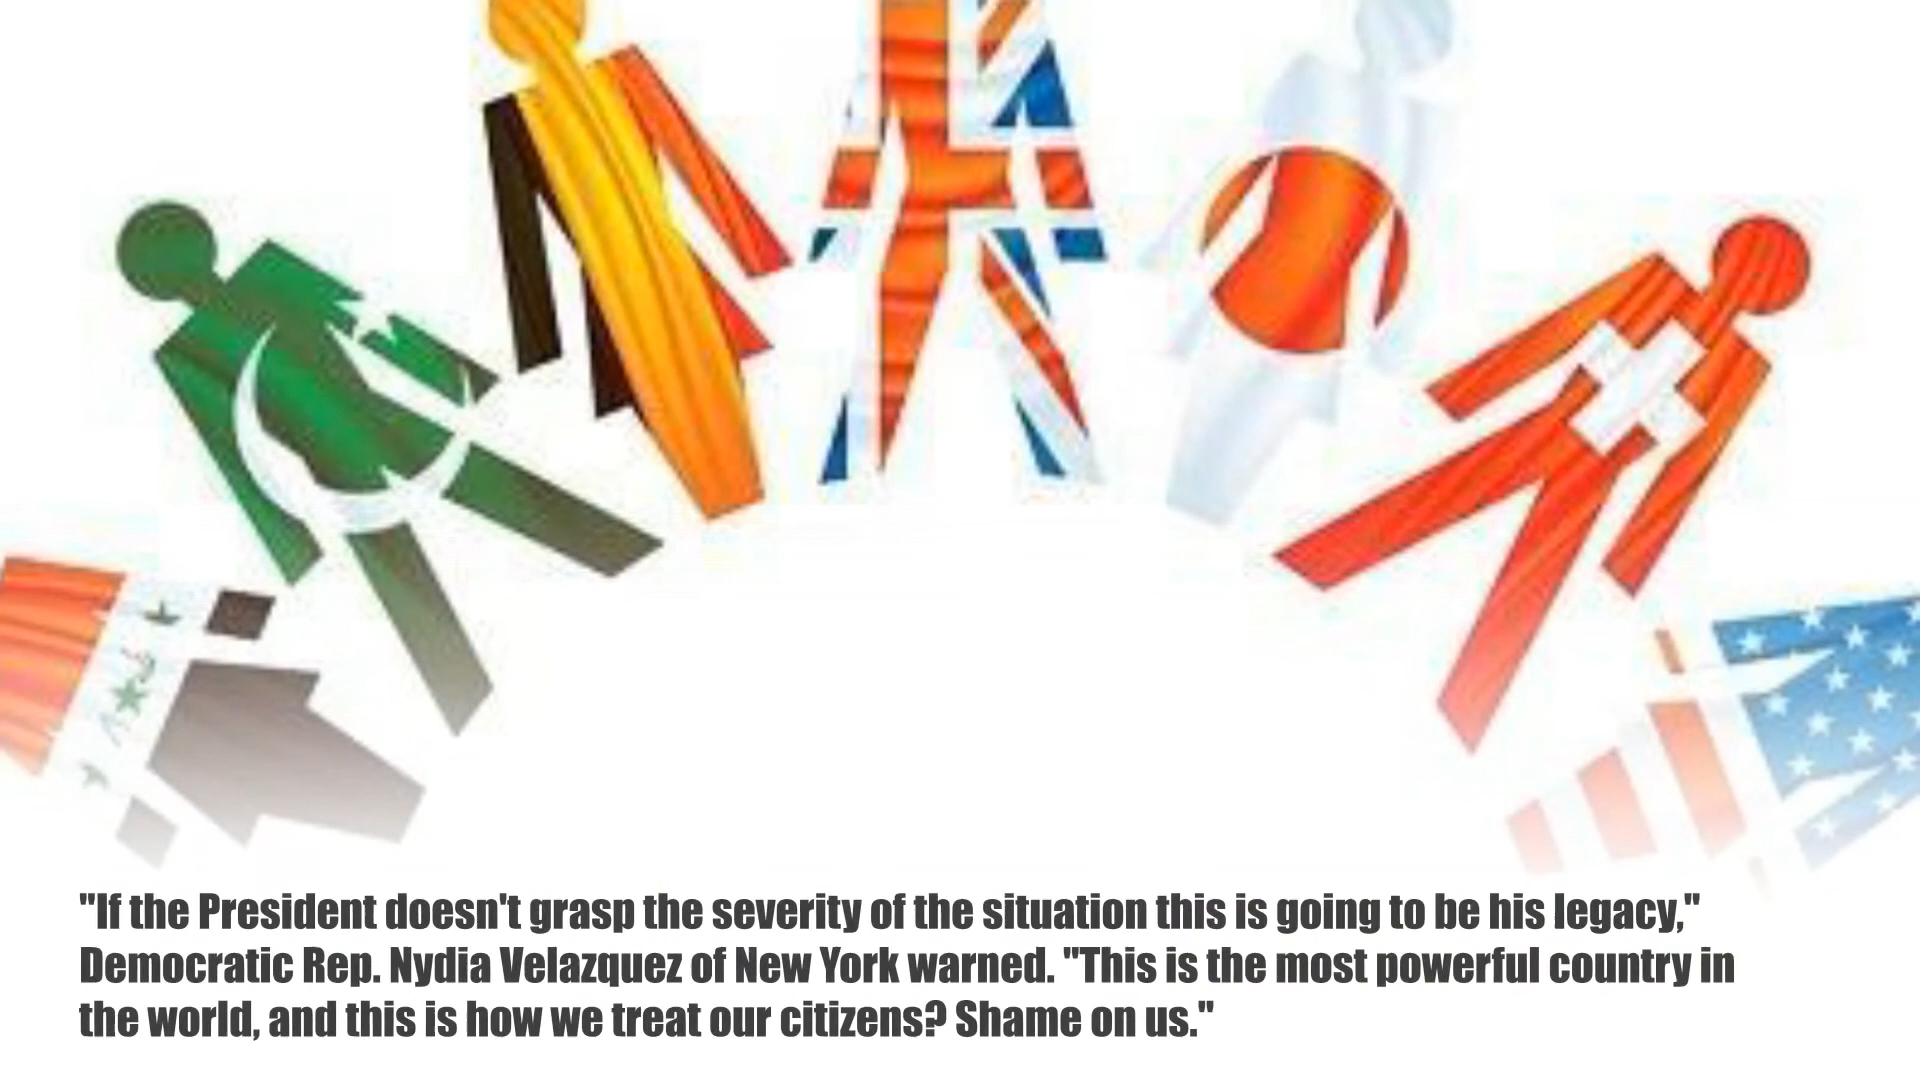 "If the President doesn't grasp the severity of the situation this is going to be his legacy,"
Democratic Rep. Nydia Velazquez of New York warned. "This is the most powerful country in
the world, and this is how we treat our citizens? Shame on us."